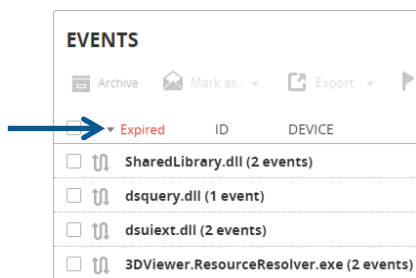 EVENTS
Archive Mark as.. Export
Expired ID DEVICE
SharedLibrary.dll (2 events)
dsquery.dll (1 event)
dsuiext.dll (2 events)
3DViewer.ResourceResolver.exe (2 events)